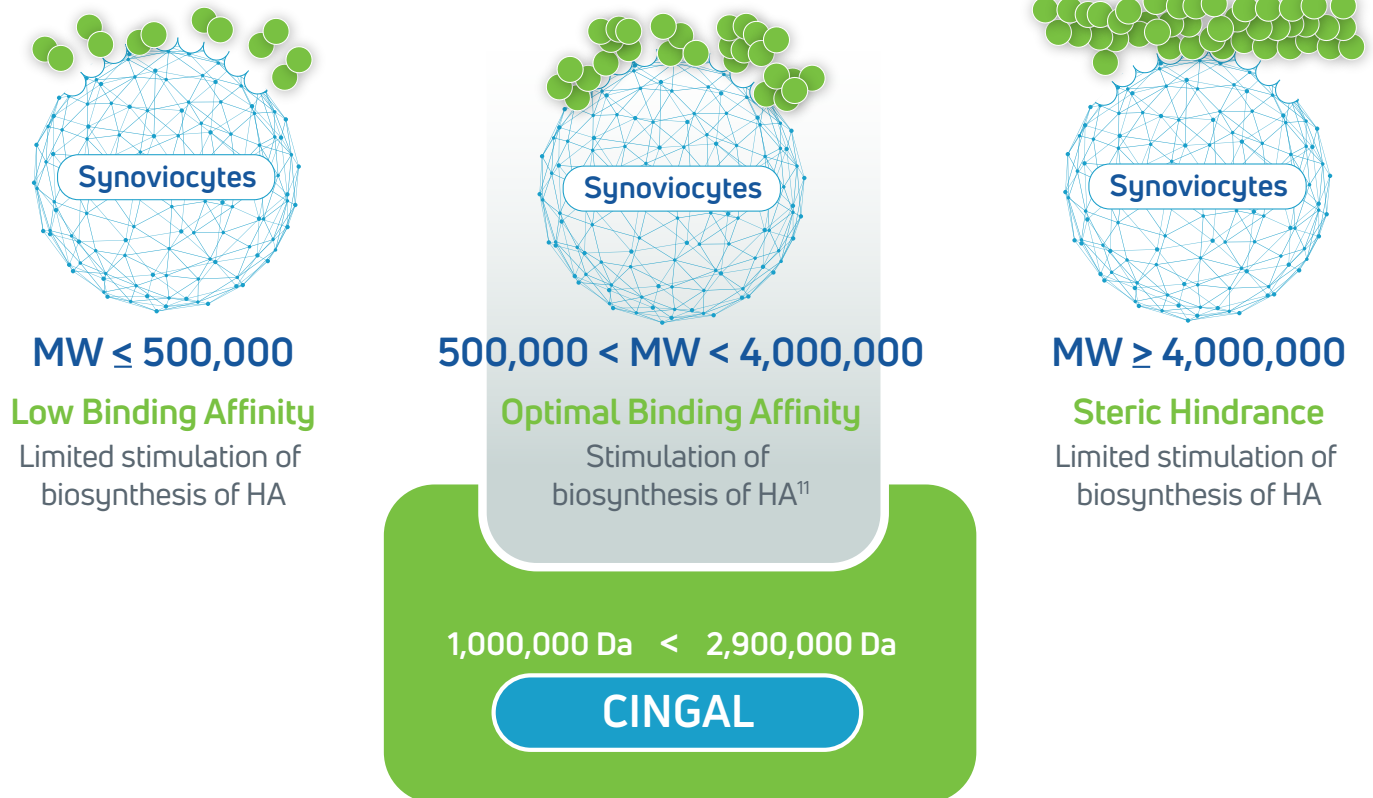 Synoviocytes
MW ≤ 500,000
Low Binding Affinity
Limited stimulation of
biosynthesis of HA
Synoviocytes
500,000 < MW < 4,000,000
Optimal Binding Affinity
Stimulation of
biosynthesis of HA¹¹
1,000,000 Da < 2,900,000 Da
CINGAL
Synoviocytes
MW ≥ 4,000,000
Steric Hindrance
Limited stimulation of
biosynthesis of HA